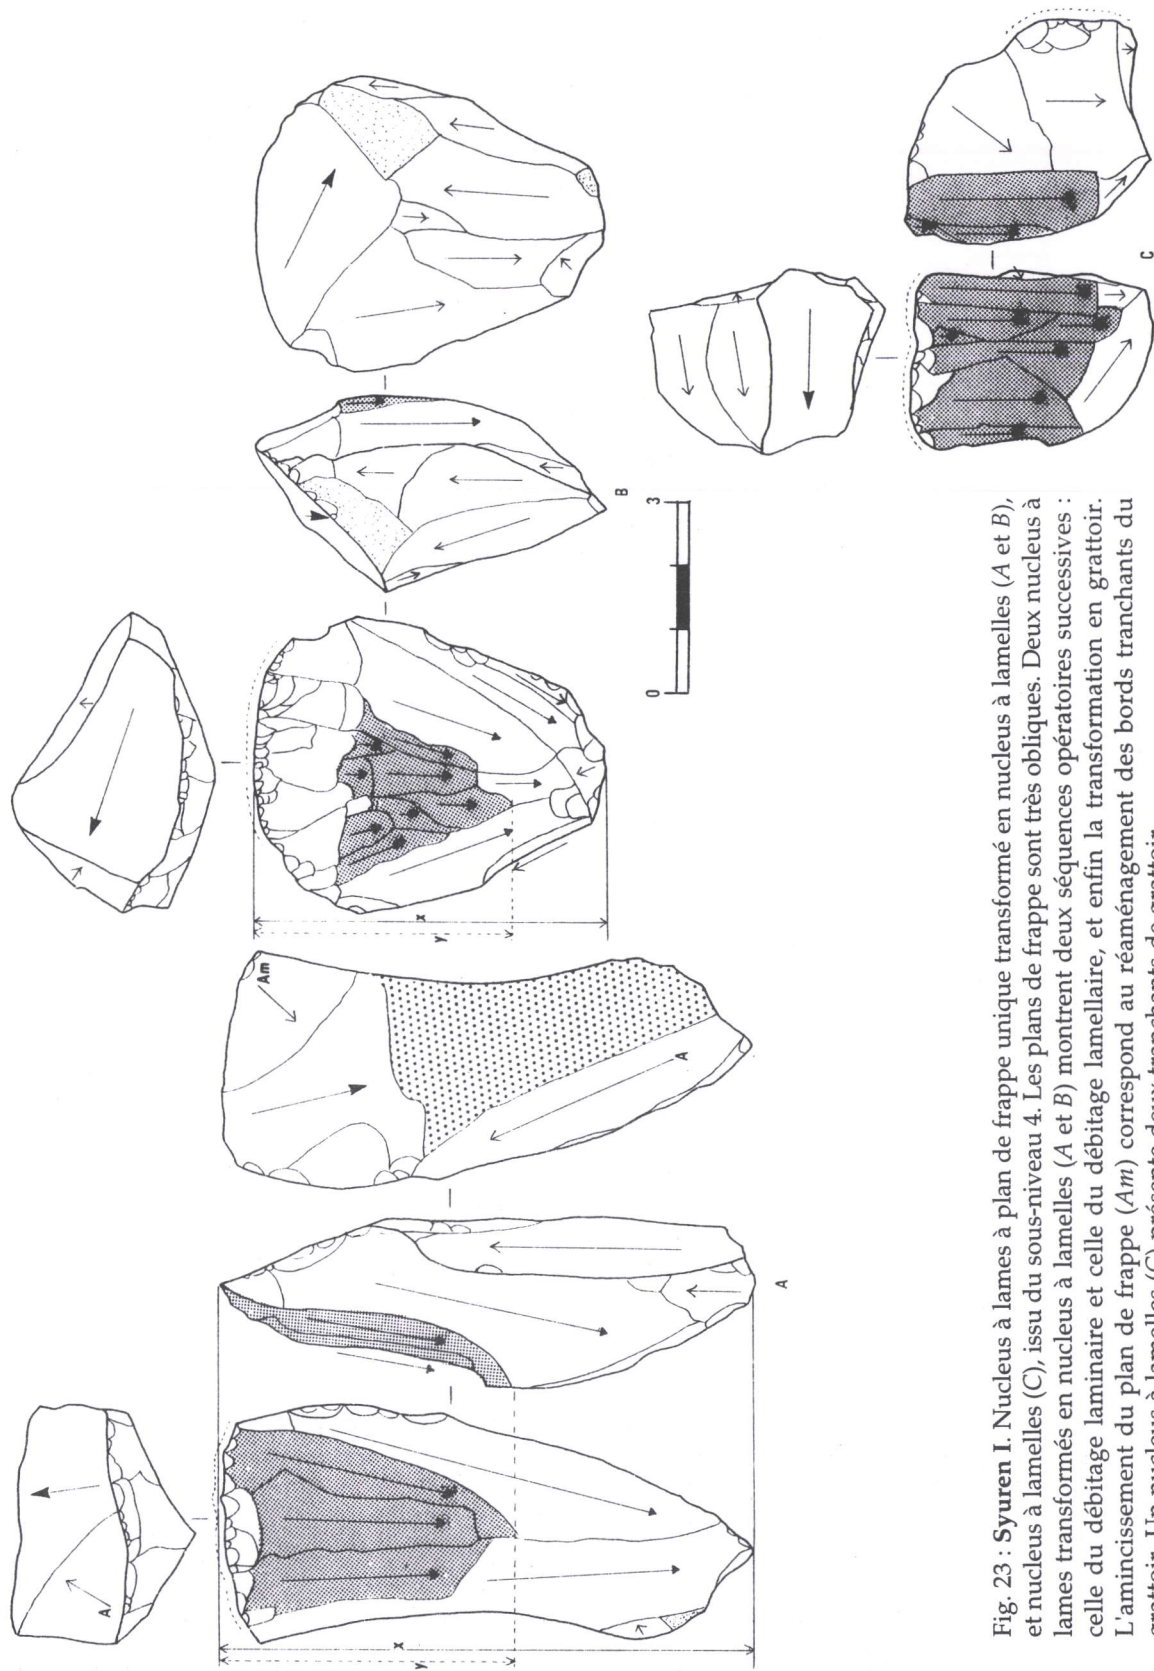 Am
A
A
A
x
y
B
x
y
C
0 3
Fig. 23 : Syuren I. Nucleus à lames à plan de frappe unique transformé en nucleus à lamelles (A et B),
et nucleus à lamelles (C), issu du sous-niveau 4. Les plans de frappe sont très obliques. Deux nucleus à
lames transformés en nucleus à lamelles (A et B) montrent deux séquences opératoires successives :
celle du débitage laminaire et celle du débitage lamellaire, et enfin la transformation en grattoir.
L'amincissement du plan de frappe (Am) correspond au réaménagement des bords tranchants du
grattoir. Un nucleus à lamelles (C) présente deux tranchants de grattoir.